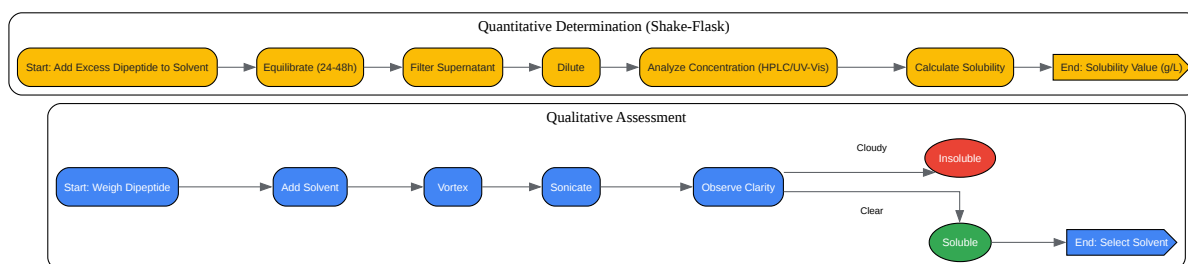 Quantitative Determination (Shake-Flask)
Start: Add Excess Dipeptide to Solvent
Equilibrate (24-48h)
Filter Supernatant
Dilute
Analyze Concentration (HPLC/UV-Vis)
Calculate Solubility
End: Solubility Value (g/L)
Qualitative Assessment
Start: Weigh Dipeptide
Add Solvent
Vortex
Sonicate
Observe Clarity
Cloudy
Insoluble
Clear
Soluble
End: Select Solvent